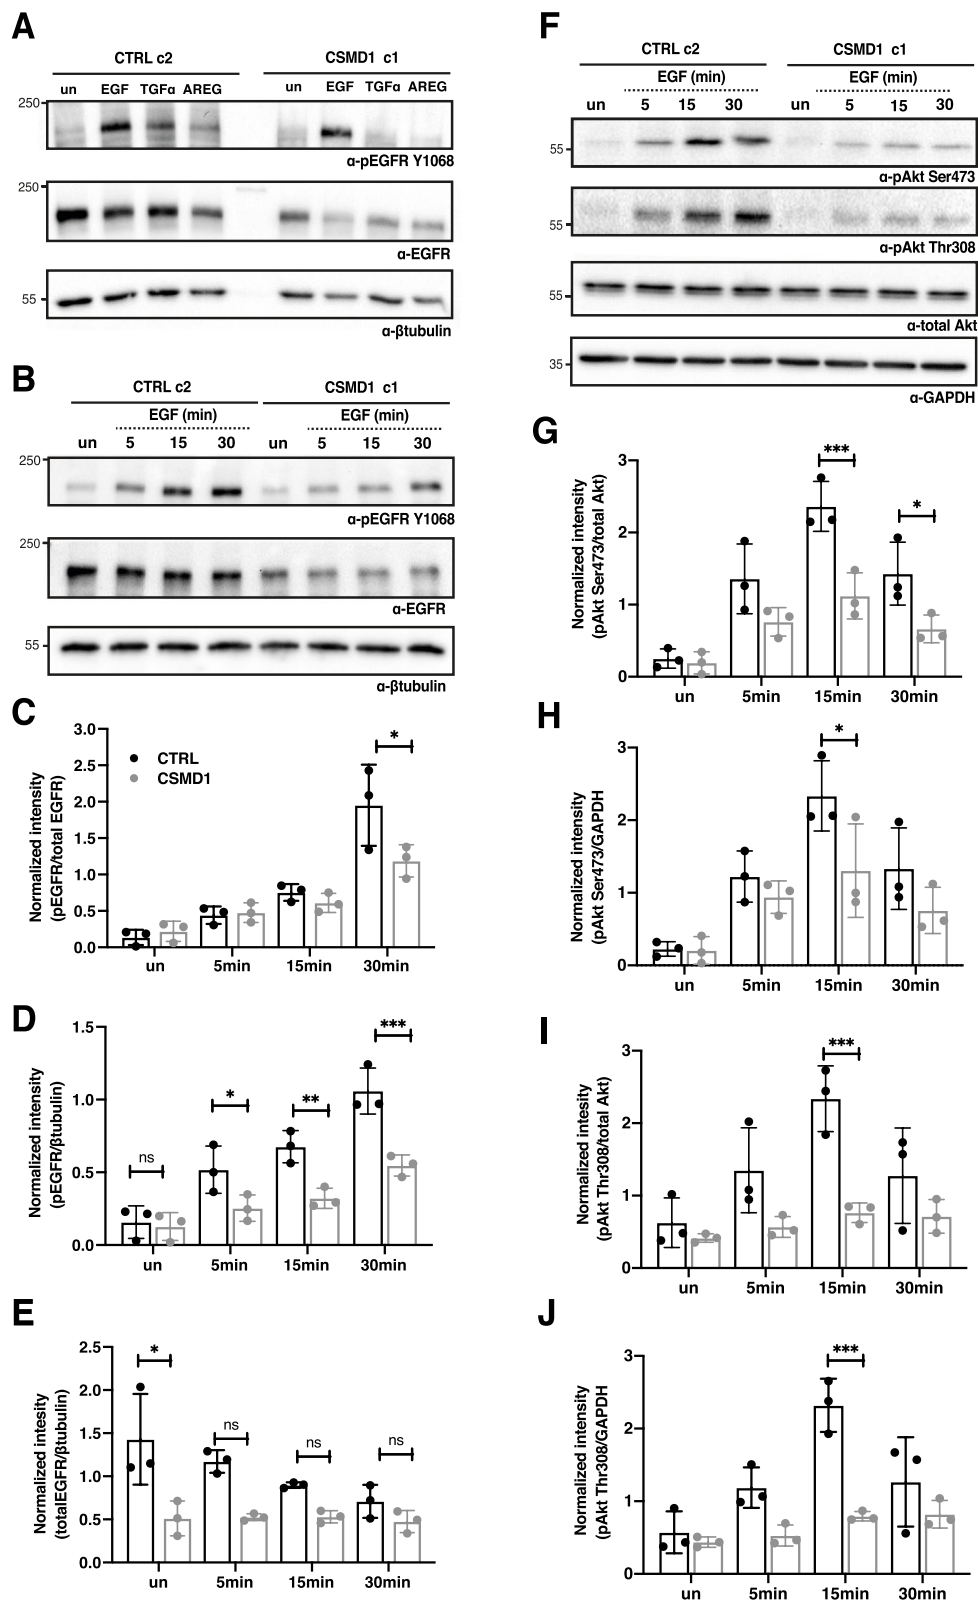 A
CTRL c2 CSMD1 c1
un EGF TGFα AREG un EGF TGFα AREG
250
α-pEGFR Y1068
250
α-EGFR
55
α-βtubulin
B
CTRL c2 CSMD1 c1
EGF (min) EGF (min)
un 5 15 30 un 5 15 30
250
α-pEGFR Y1068
250
α-EGFR
55
α-βtubulin
C
Normalized intensity
(pEGFR/total EGFR)
3.0
2.5
2.0
1.5
1.0
0.5
0.0
CTRL
CSMD1
*
un 5min 15min 30min
D
Normalized intensity
(pEGFR/βtubulin)
1.5
1.0
0.5
0.0
ns * ** ***
un 5min 15min 30min
E
Normalized intesity
(totalEGFR/βtubulin)
2.5
2.0
1.5
1.0
0.5
0.0
* ns ns ns
un 5min 15min 30min
F
CTRL c2 CSMD1 c1
EGF (min) EGF (min)
un 5 15 30 un 5 15 30
55
α-pAkt Ser473
55
α-pAkt Thr308
55
α-total Akt
35
α-GAPDH
G
Normalized intensity
(pAkt Ser473/total Akt)
3
2
1
0
*** *
un 5min 15min 30min
H
Normalized intensity
(pAkt Ser473/GAPDH
3
2
1
0
*
un 5min 15min 30min
I
Normalized intesity
(pAkt Thr308/total Akt)
3
2
1
0
***
un 5min 15min 30min
J
Normalized intensity
(pAkt Thr308/GAPDH
3
2
1
0
***
un 5min 15min 30min